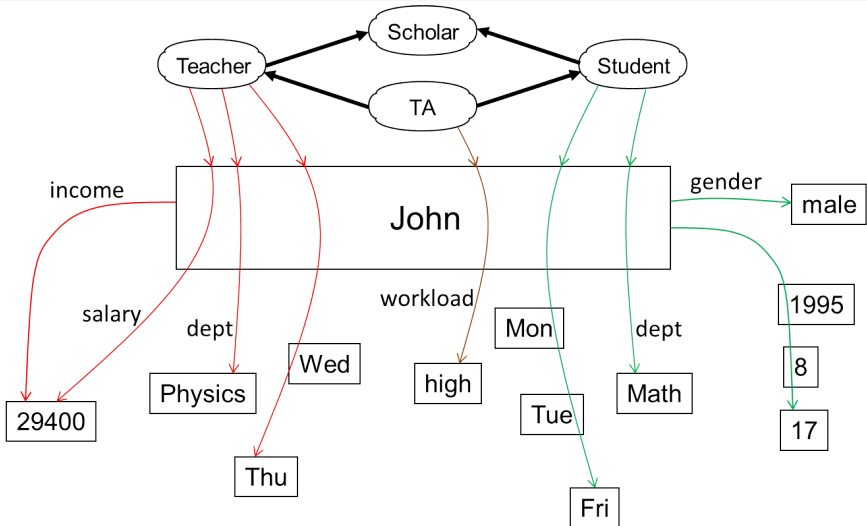 Scholar
Teacher
Student
TA
income
John
gender
male
salary
dept
workload
Mon
dept
1995
Wed
8
Physics
high
Math
29400
Tue
17
Thu
Fri